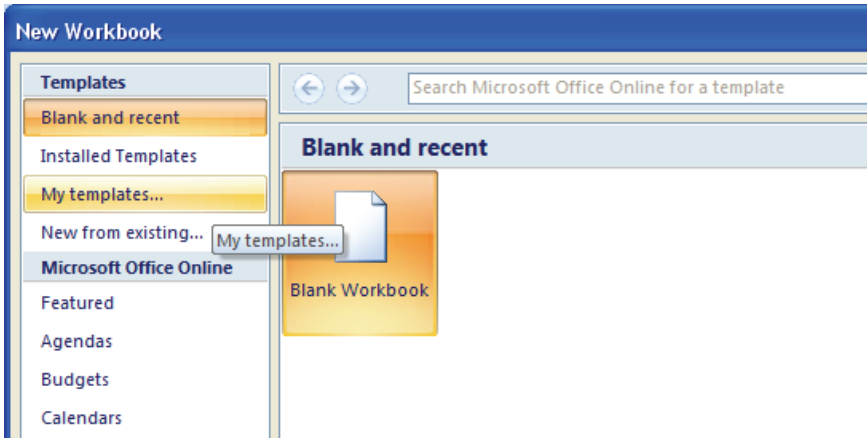 New Workbook
Templates
Blank and recent
Installed Templates
My templates...
New from existing...
My templates...
Microsoft Office Online
Featured
Agendas
Budgets
Calendars
Search Microsoft Office Online for a template
Blank and recent
Blank Workbook